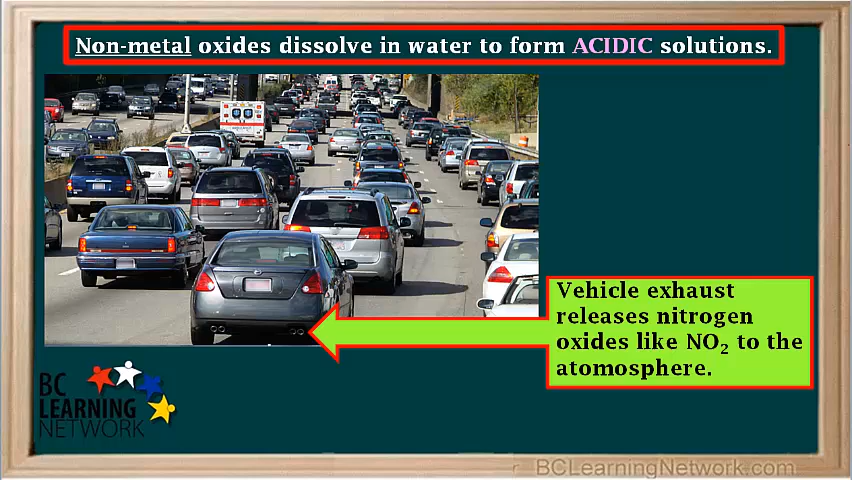 Non-metal oxides dissolve in water to form ACIDIC solutions.
Vehicle exhaust
releases nitrogen
oxides like NO₂ to the
atomosphere.
BC
LEARNING
NETWORK
BCLearningNetwork.com